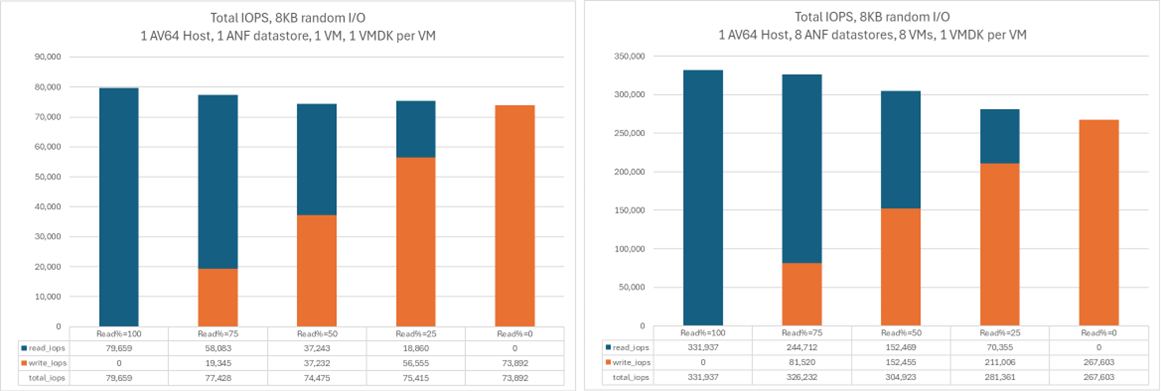 Total IOPS, 8KB random I/O
1 AV64 Host, 1 ANF datastore, 1 VM, 1 VMDK per VM
90,000
80,000
70,000
60,000
50,000
40,000
30,000
20,000
10,000
0
Read%=100 Read%=75 Read%=50 Read%=25 Read%=0
read_iops 79,659 58,083 37,243 18,860 0
write_iops 0 19,345 37,232 56,555 73,892
total_iops 79,659 77,428 74,475 75,415 73,892
Total IOPS, 8KB random I/O
1 AV64 Host, 8 ANF datastores, 8 VMs, 1 VMDK per VM
350,000
300,000
250,000
200,000
150,000
100,000
50,000
0
Read%=100 Read%=75 Read%=50 Read%=25 Read%=0
read_iops 331,937 244,712 152,469 70,355 0
write_iops 0 81,520 152,455 211,006 267,603
total_iops 331,937 326,232 304,923 281,361 267,603